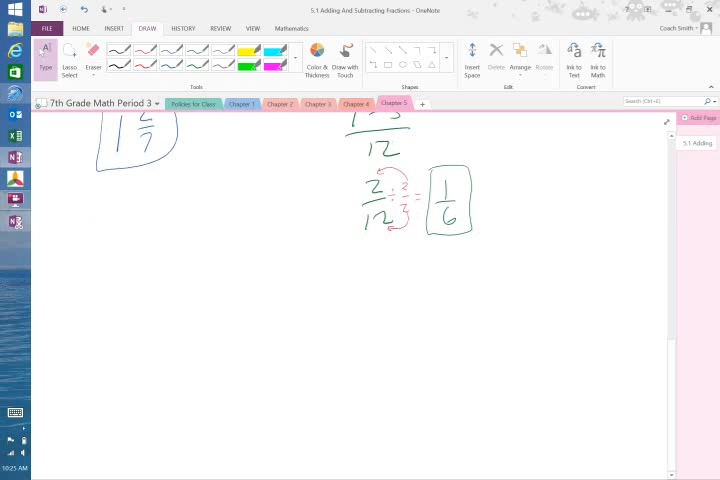 5.1 Adding And Subtracting Fractions - OneNote
FILE HOME INSERT DRAW HISTORY REVIEW VIEW Mathematics
Coach Smith
Type
Lasso Select
Eraser
Color & Thickness
Draw with Touch
Insert Space
Delete
Arrange
Rotate
Ink to Text
Ink to Math
Tools
Shapes
Edit
Convert
7th Grade Math Period 3
Policies for Class
Chapter 1
Chapter 2
Chapter 3
Chapter 4
Chapter 5
+
Search (Ctrl+E)
Add Page
5.1 Adding
1 2/7
12
2/12 ÷ 2/2 = 1/6
10:25 AM